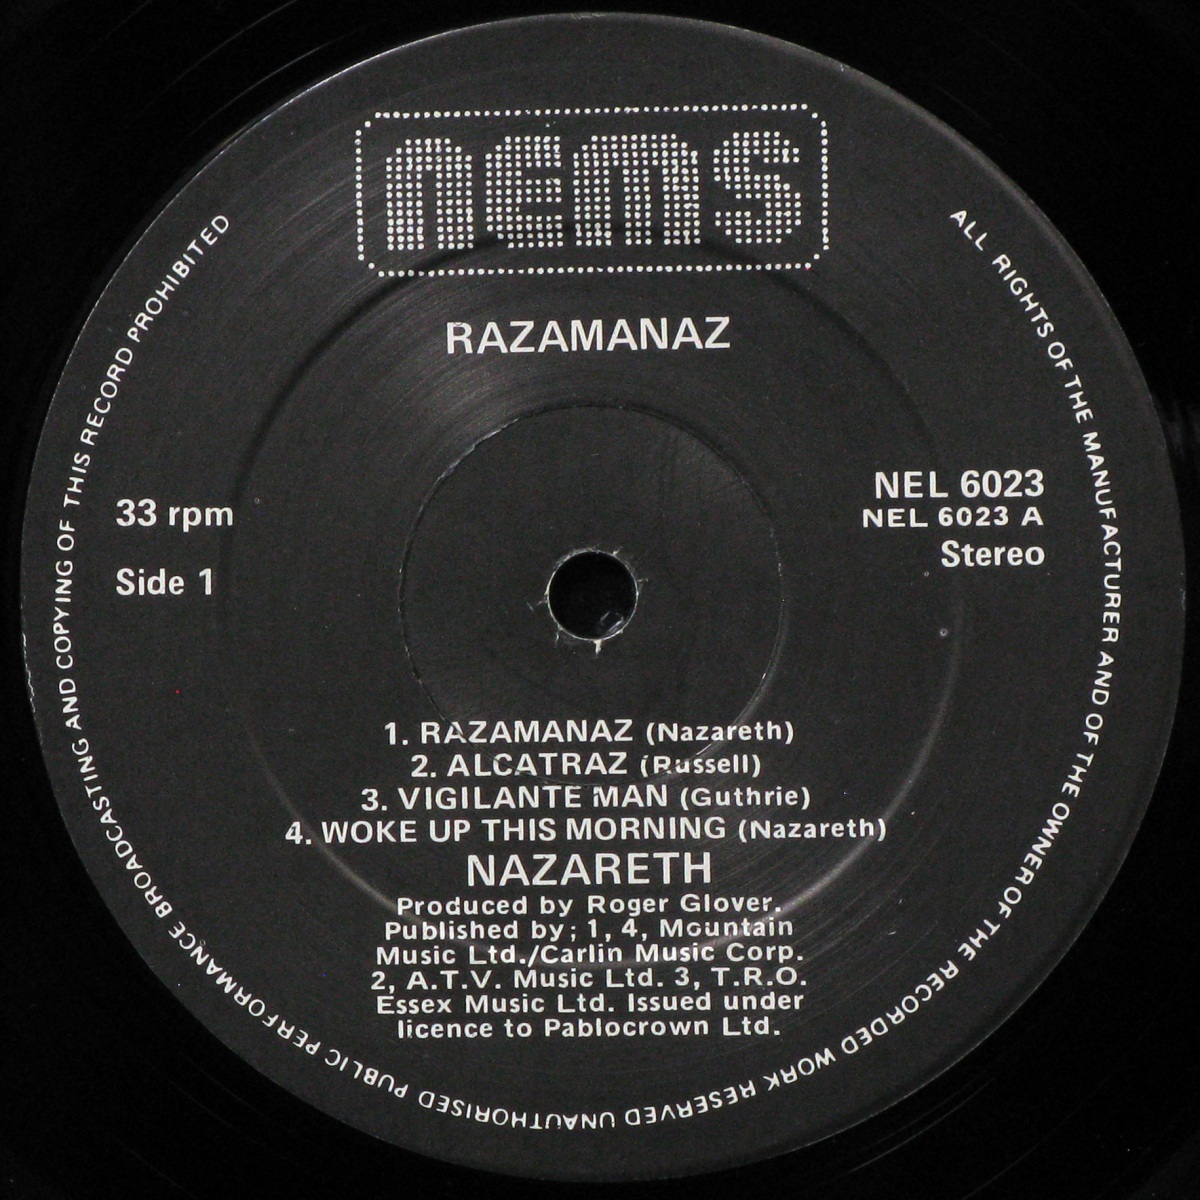 nems
RAZAMANAZ
33 rpm
Side 1
NEL 6023
NEL 6023 A
Stereo
1. RAZAMANAZ (Nazareth)
2. ALCATRAZ (Russell)
3. VIGILANTE MAN (Guthrie)
4. WOKE UP THIS MORNING (Nazareth)
NAZARETH
Produced by Roger Glover.
Published by; 1, 4, Mountain
Music Ltd./Carlin Music Corp.
2, A.T.V. Music Ltd. 3, T.R.O.
Essex Music Ltd. Issued under
licence to Pablocrown Ltd.
ALL RIGHTS OF THE MANUFACTURER AND OF THE OWNER OF THE RECORDED WORK RESERVED UNAUTHORISED PUBLIC PERFORMANCE BROADCASTING AND COPYING OF THIS RECORD PROHIBITED